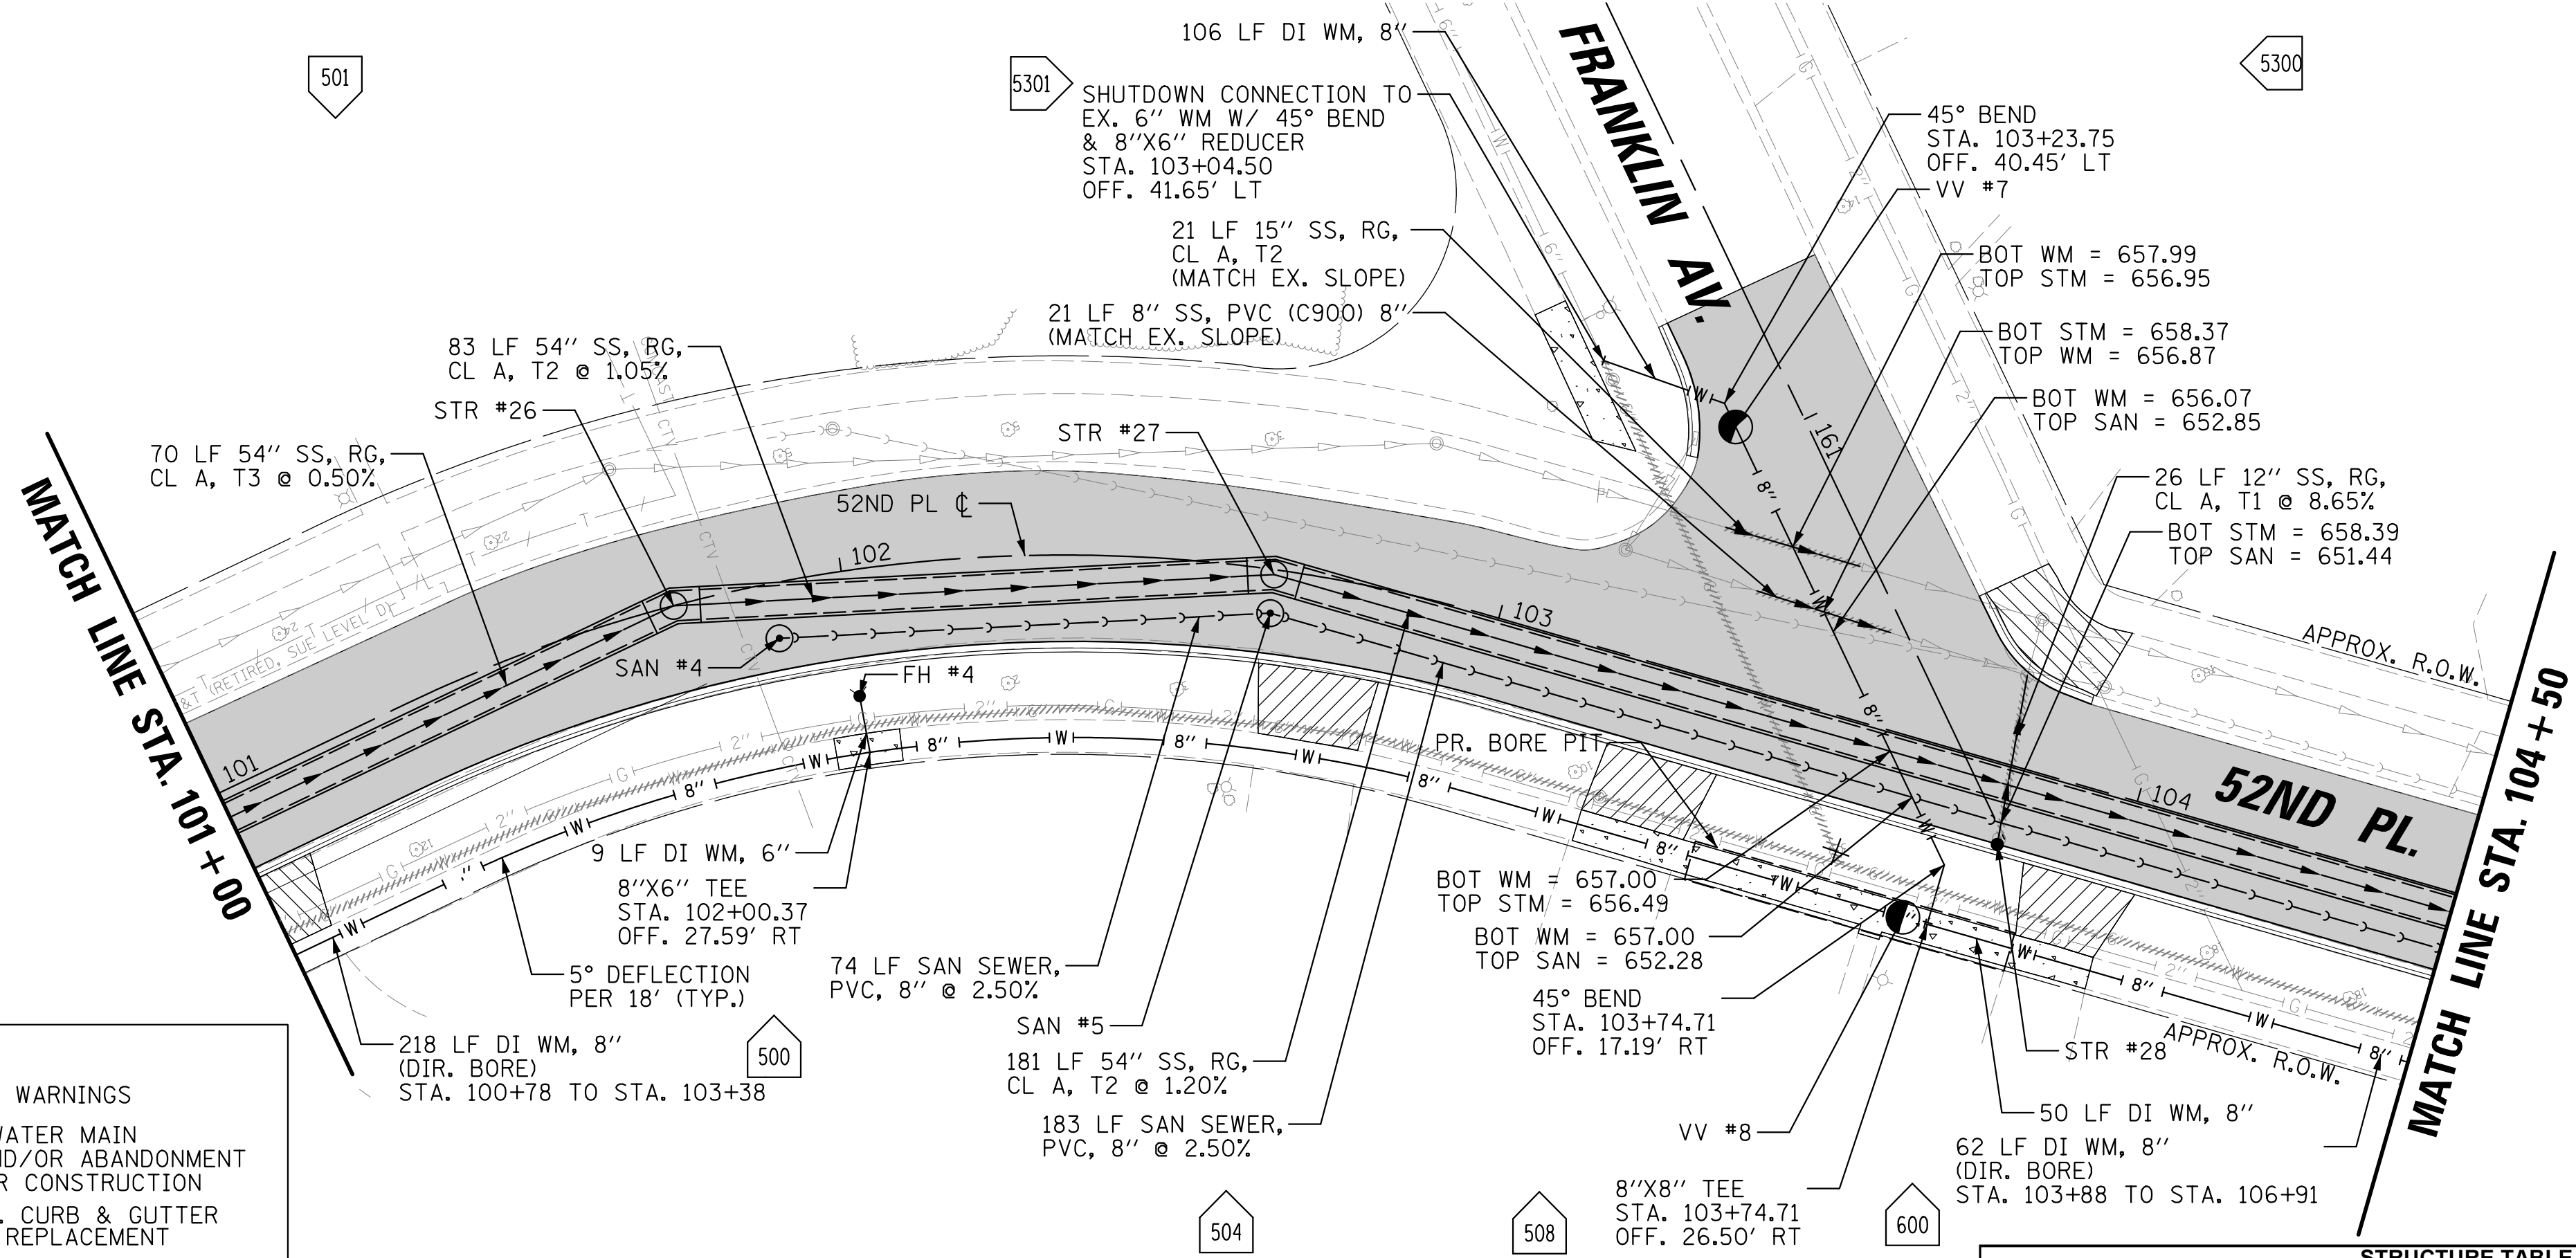 106 LF DI WM, 8"
501
5301
SHUTDOWN CONNECTION TO
EX. 6" WM W/ 45° BEND
& 8"X6" REDUCER
STA. 103+04.50
OFF. 41.65' LT
FRANKLIN AV.
5300
45° BEND
STA. 103+23.75
OFF. 40.45' LT
VV #7
21 LF 15" SS, RG,
CL A, T2
(MATCH EX. SLOPE)
21 LF 8" SS, PVC (C900) 8"
(MATCH EX. SLOPE)
BOT WM = 657.99
TOP STM = 656.95
BOT STM = 658.37
TOP WM = 656.87
BOT WM = 656.07
TOP SAN = 652.85
83 LF 54" SS, RG,
CL A, T2 @ 1.05%
STR #26
STR #27
70 LF 54" SS, RG,
CL A, T3 @ 0.50%
52ND PL ℄
26 LF 12" SS, RG,
CL A, T1 @ 8.65%
BOT STM = 658.39
TOP SAN = 651.44
MATCH LINE STA. 101+00
101
102
103
104
161
&T (RETIRED, SUE LEVEL D)
SAN #4
FH #4
PR. BORE PIT
APPROX. R.O.W.
52ND PL.
MATCH LINE STA. 104+50
9 LF DI WM, 6"
8"X6" TEE
STA. 102+00.37
OFF. 27.59' RT
5° DEFLECTION
PER 18' (TYP.)
74 LF SAN SEWER,
PVC, 8" @ 2.50%
SAN #5
BOT WM = 657.00
TOP STM = 656.49
BOT WM = 657.00
TOP SAN = 652.28
45° BEND
STA. 103+74.71
OFF. 17.19' RT
218 LF DI WM, 8"
(DIR. BORE)
STA. 100+78 TO STA. 103+38
500
181 LF 54" SS, RG,
CL A, T2 @ 1.20%
183 LF SAN SEWER,
PVC, 8" @ 2.50%
STR #28
APPROX. R.O.W.
50 LF DI WM, 8"
VV #8
62 LF DI WM, 8"
(DIR. BORE)
STA. 103+88 TO STA. 106+91
8"X8" TEE
STA. 103+74.71
OFF. 26.50' RT
504
508
600
WARNINGS
WATER MAIN
ND/OR ABANDONMENT
R CONSTRUCTION
. CURB & GUTTER
REPLACEMENT
STRUCTURE TABLE